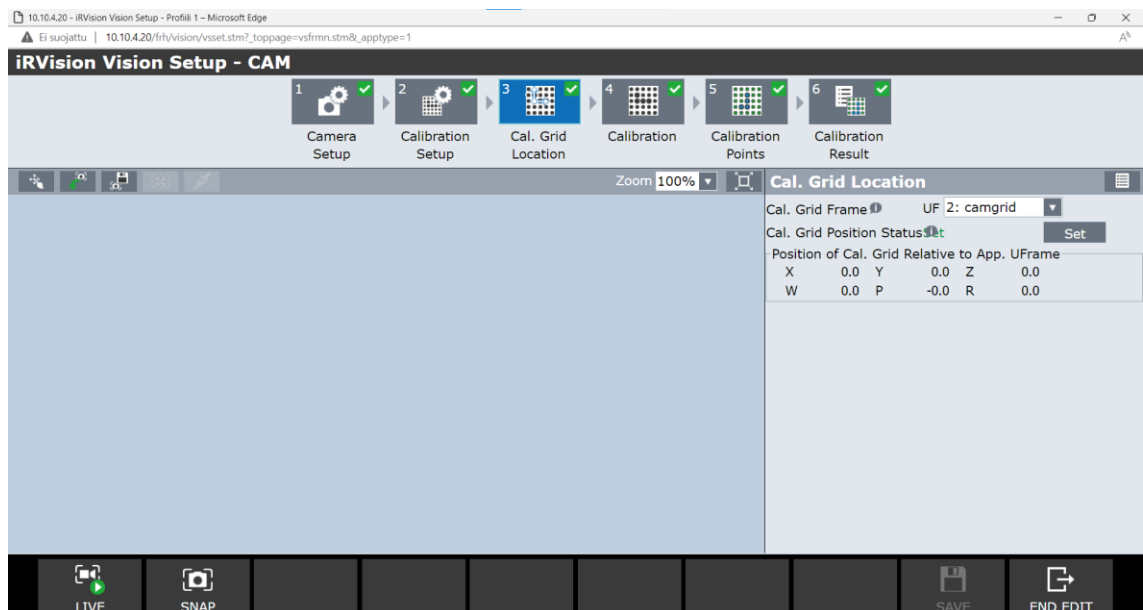 10.10.4.20 - iRVision Vision Setup - Profiili 1 – Microsoft Edge
Ei suojattu | 10.10.4.20/frh/vision/vsset.stm?_toppage=vsfrmn.stm&_apptype=1
iRVision Vision Setup - CAM
1 2 3 4 5 6
Camera Setup
Calibration Setup
Cal. Grid Location
Calibration
Calibration Points
Calibration Result
Zoom 100%
Cal. Grid Location
Cal. Grid Frame UF 2: camgrid
Cal. Grid Position Status Set Set
Position of Cal. Grid Relative to App. UFrame
X 0.0 Y 0.0 Z 0.0
W 0.0 P -0.0 R 0.0
LIVE SNAP SAVE END EDIT